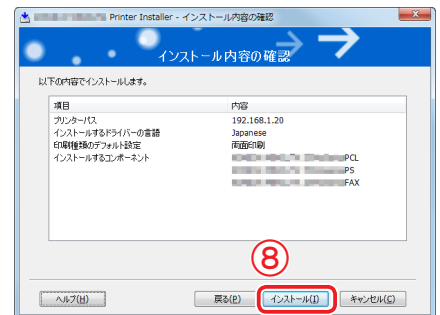 Printer Installer - インストール内容の確認
インストール内容の確認
以下の内容でインストールします。
項目 内容
プリンターパス 192.168.1.20
インストールするドライバーの言語 Japanese
印刷種類のデフォルト設定 両面印刷
インストールするコンポーネント PCL
PS
FAX
⑧
ヘルプ(H) 戻る(P) インストール(I) キャンセル(C)